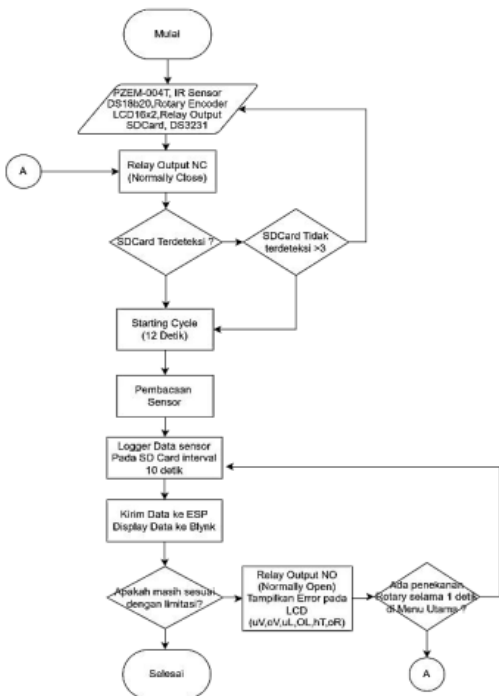 Mulai
PZEM-004T, IR Sensor
DS18b20,Rotary Encoder
LCD16x2,Relay Output
SDCard, DS3231
A
Relay Output NC
(Normally Close)
SDCard Terdeteksi ?
SDCard Tidak
terdeteksi >3
Starting Cycle
(12 Detik)
Pembacaan
Sensor
Logger Data sensor
Pada SD Card interval
10 detik
Kirim Data ke ESP
Display Data ke Blynk
Apakah masih sesuai
dengan limitasi?
Relay Output NO
(Normally Open)
Tampilkan Error pada
LCD
(uV,oV,uL,OL,hT,oR)
Ada penekanan
Rotary selama 1 detik
di Menu Utama ?
Selesai
A